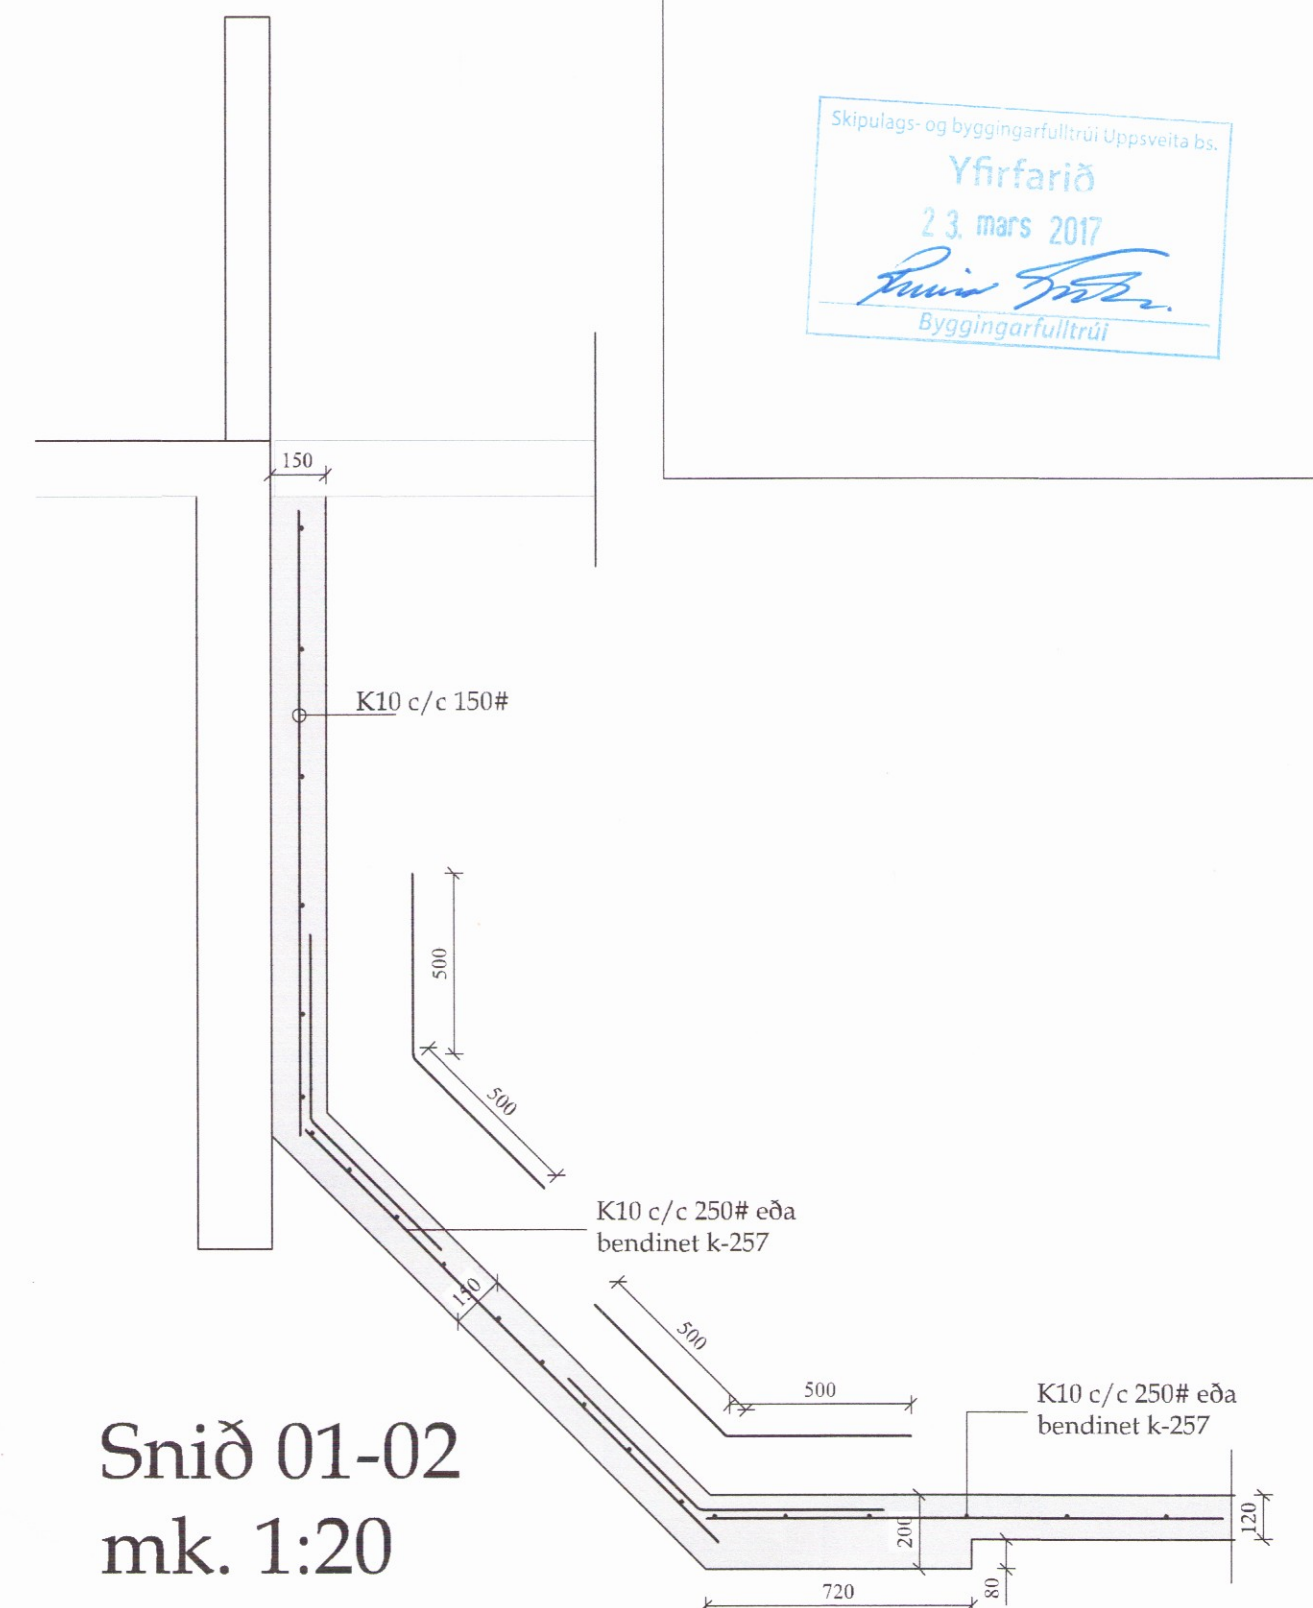 Skipulags- og byggingarfulltrúi Uppsveita bs.
Yfirfarið
23. mars 2017
Byggingarfulltrúi
150
K10 c/c 150#
500
500
K10 c/c 250# eða
bendinet k-257
150
500
500
K10 c/c 250# eða
bendinet k-257
200
120
720
80
Snið 01-02
mk. 1:20